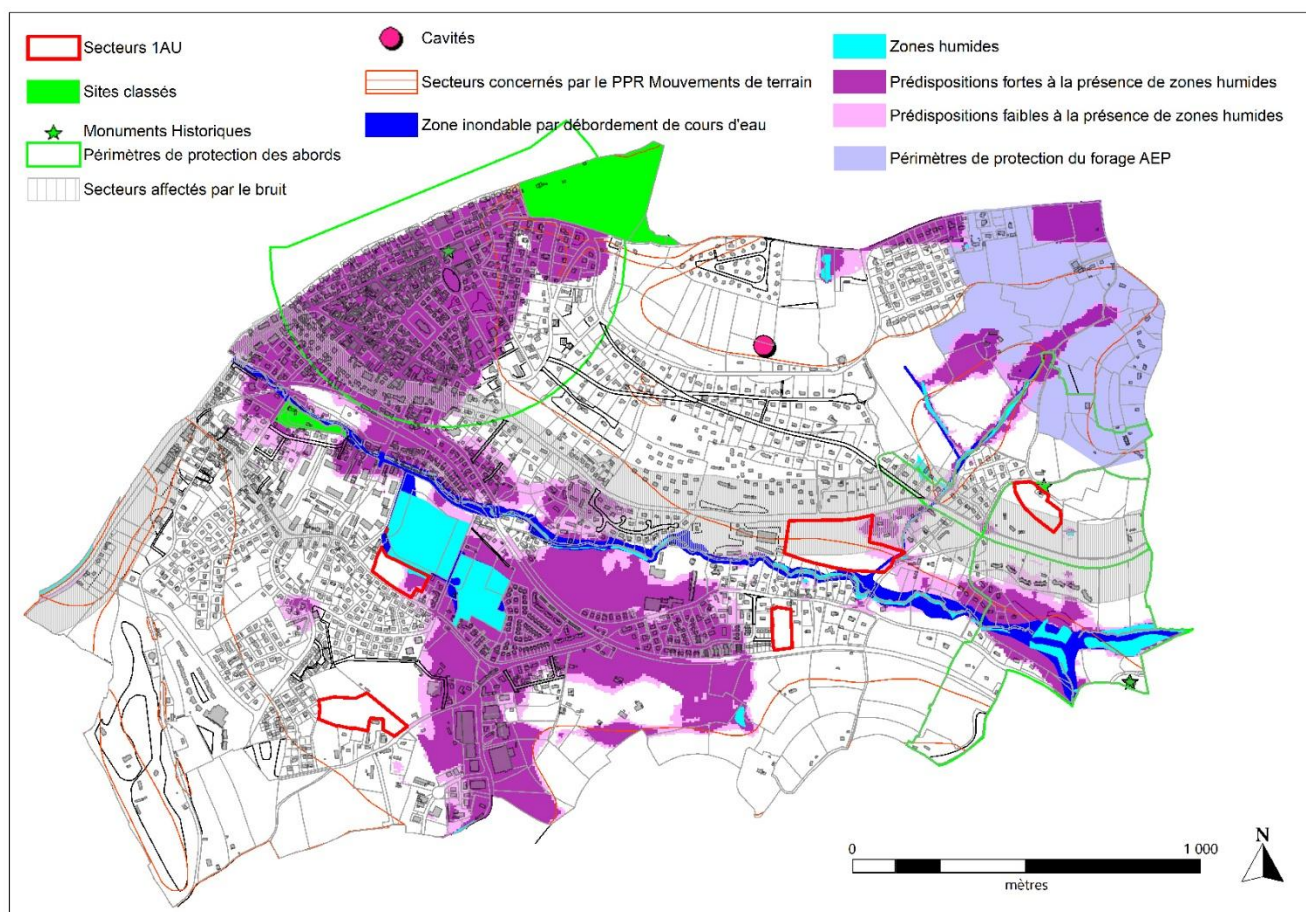 Secteurs 1AU
Sites classés
Monuments Historiques
Périmètres de protection des abords
Secteurs affectés par le bruit
Cavités
Secteurs concernés par le PPR Mouvements de terrain
Zone inondable par débordement de cours d'eau
Zones humides
Prédispositions fortes à la présence de zones humides
Prédispositions faibles à la présence de zones humides
Périmètres de protection du forage AEP
0
1 000
mètres
N